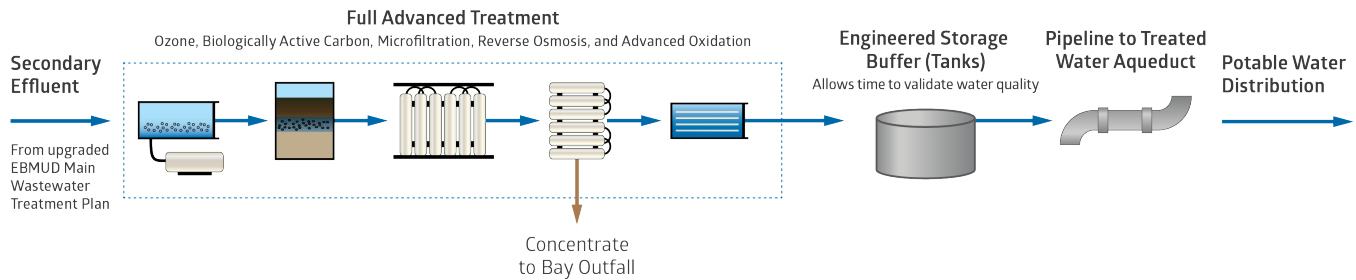 Full Advanced Treatment
Ozone, Biologically Active Carbon, Microfiltration, Reverse Osmosis, and Advanced Oxidation
Secondary
Effluent
From upgraded
EBMUD Main
Wastewater
Treatment Plan
Concentrate
to Bay Outfall
Engineered Storage
Buffer (Tanks)
Allows time to validate water quality
Pipeline to Treated
Water Aqueduct
Potable Water
Distribution